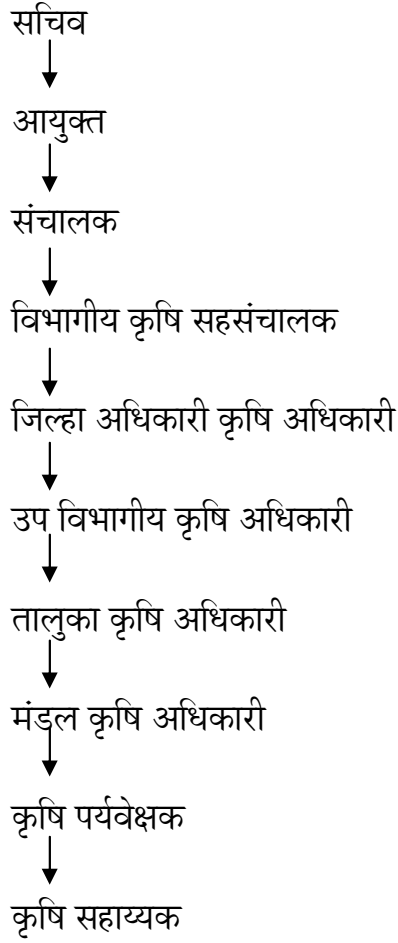 सचिव
आयुक्त
संचालक
विभागीय कृषि सहसंचालक
जिल्हा अधिकारी कृषि अधिकारी
उप विभागीय कृषि अधिकारी
तालुका कृषि अधिकारी
मंडल कृषि अधिकारी
कृषि पर्यवेक्षक
कृषि सहाय्यक